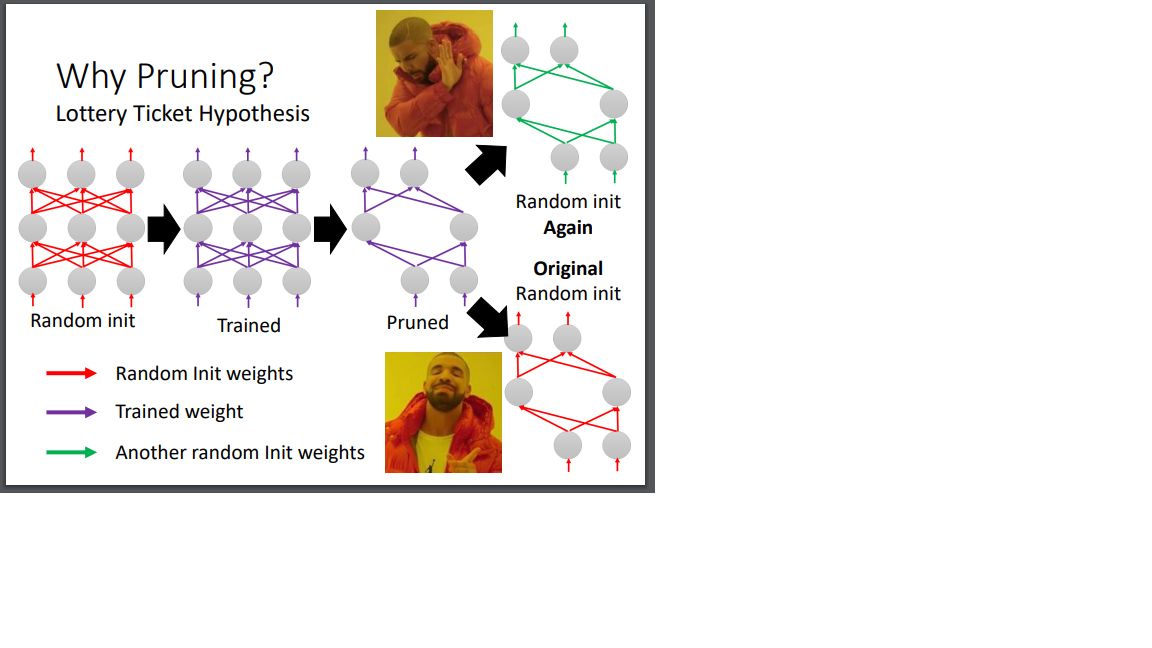 Why Pruning?
Lottery Ticket Hypothesis
Random init
Trained
Pruned
Random init
Again
Original
Random init
Random Init weights
Trained weight
Another random Init weights